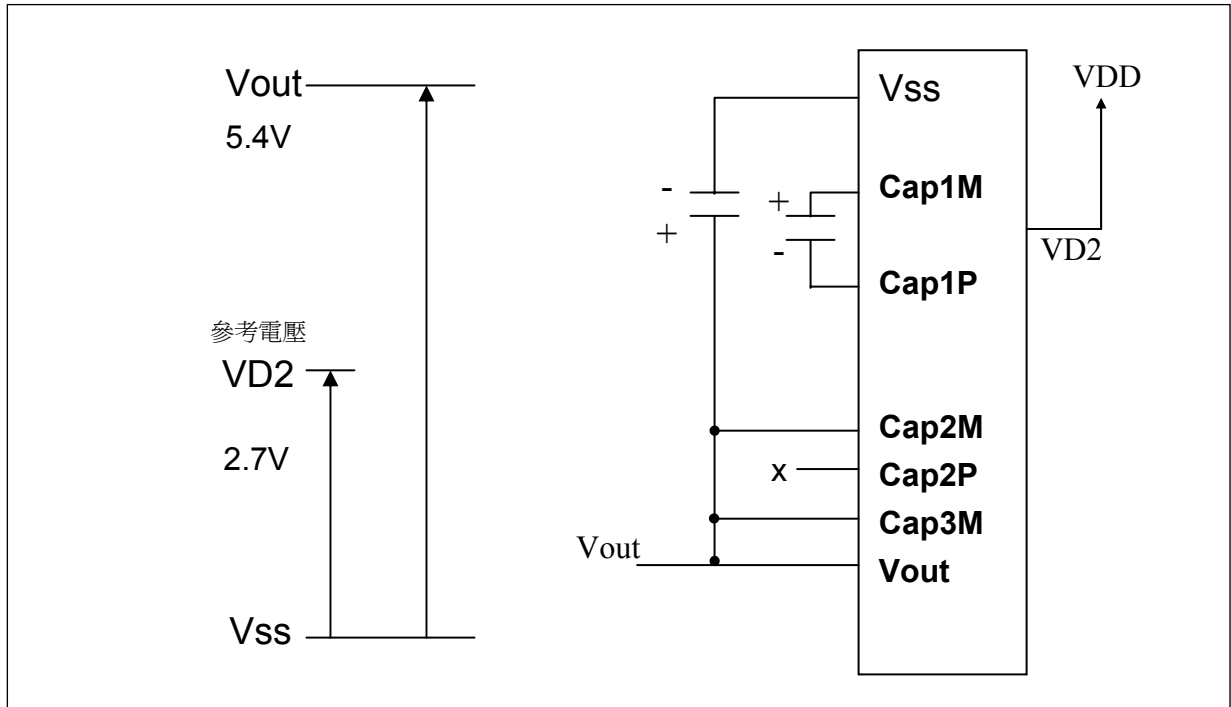 Vout
5.4V
參考電壓
VD2
2.7V
Vss
-
+
+
-
Vss
Cap1M
Cap1P
Cap2M
x
Cap2P
Cap3M
Vout
Vout
VDD
VD2